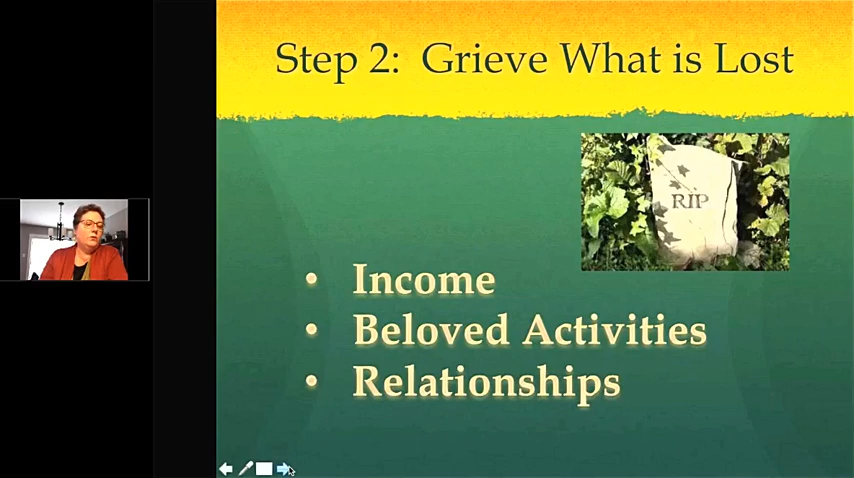 Step 2: Grieve What is Lost
RIP
• Income
• Beloved Activities
• Relationships